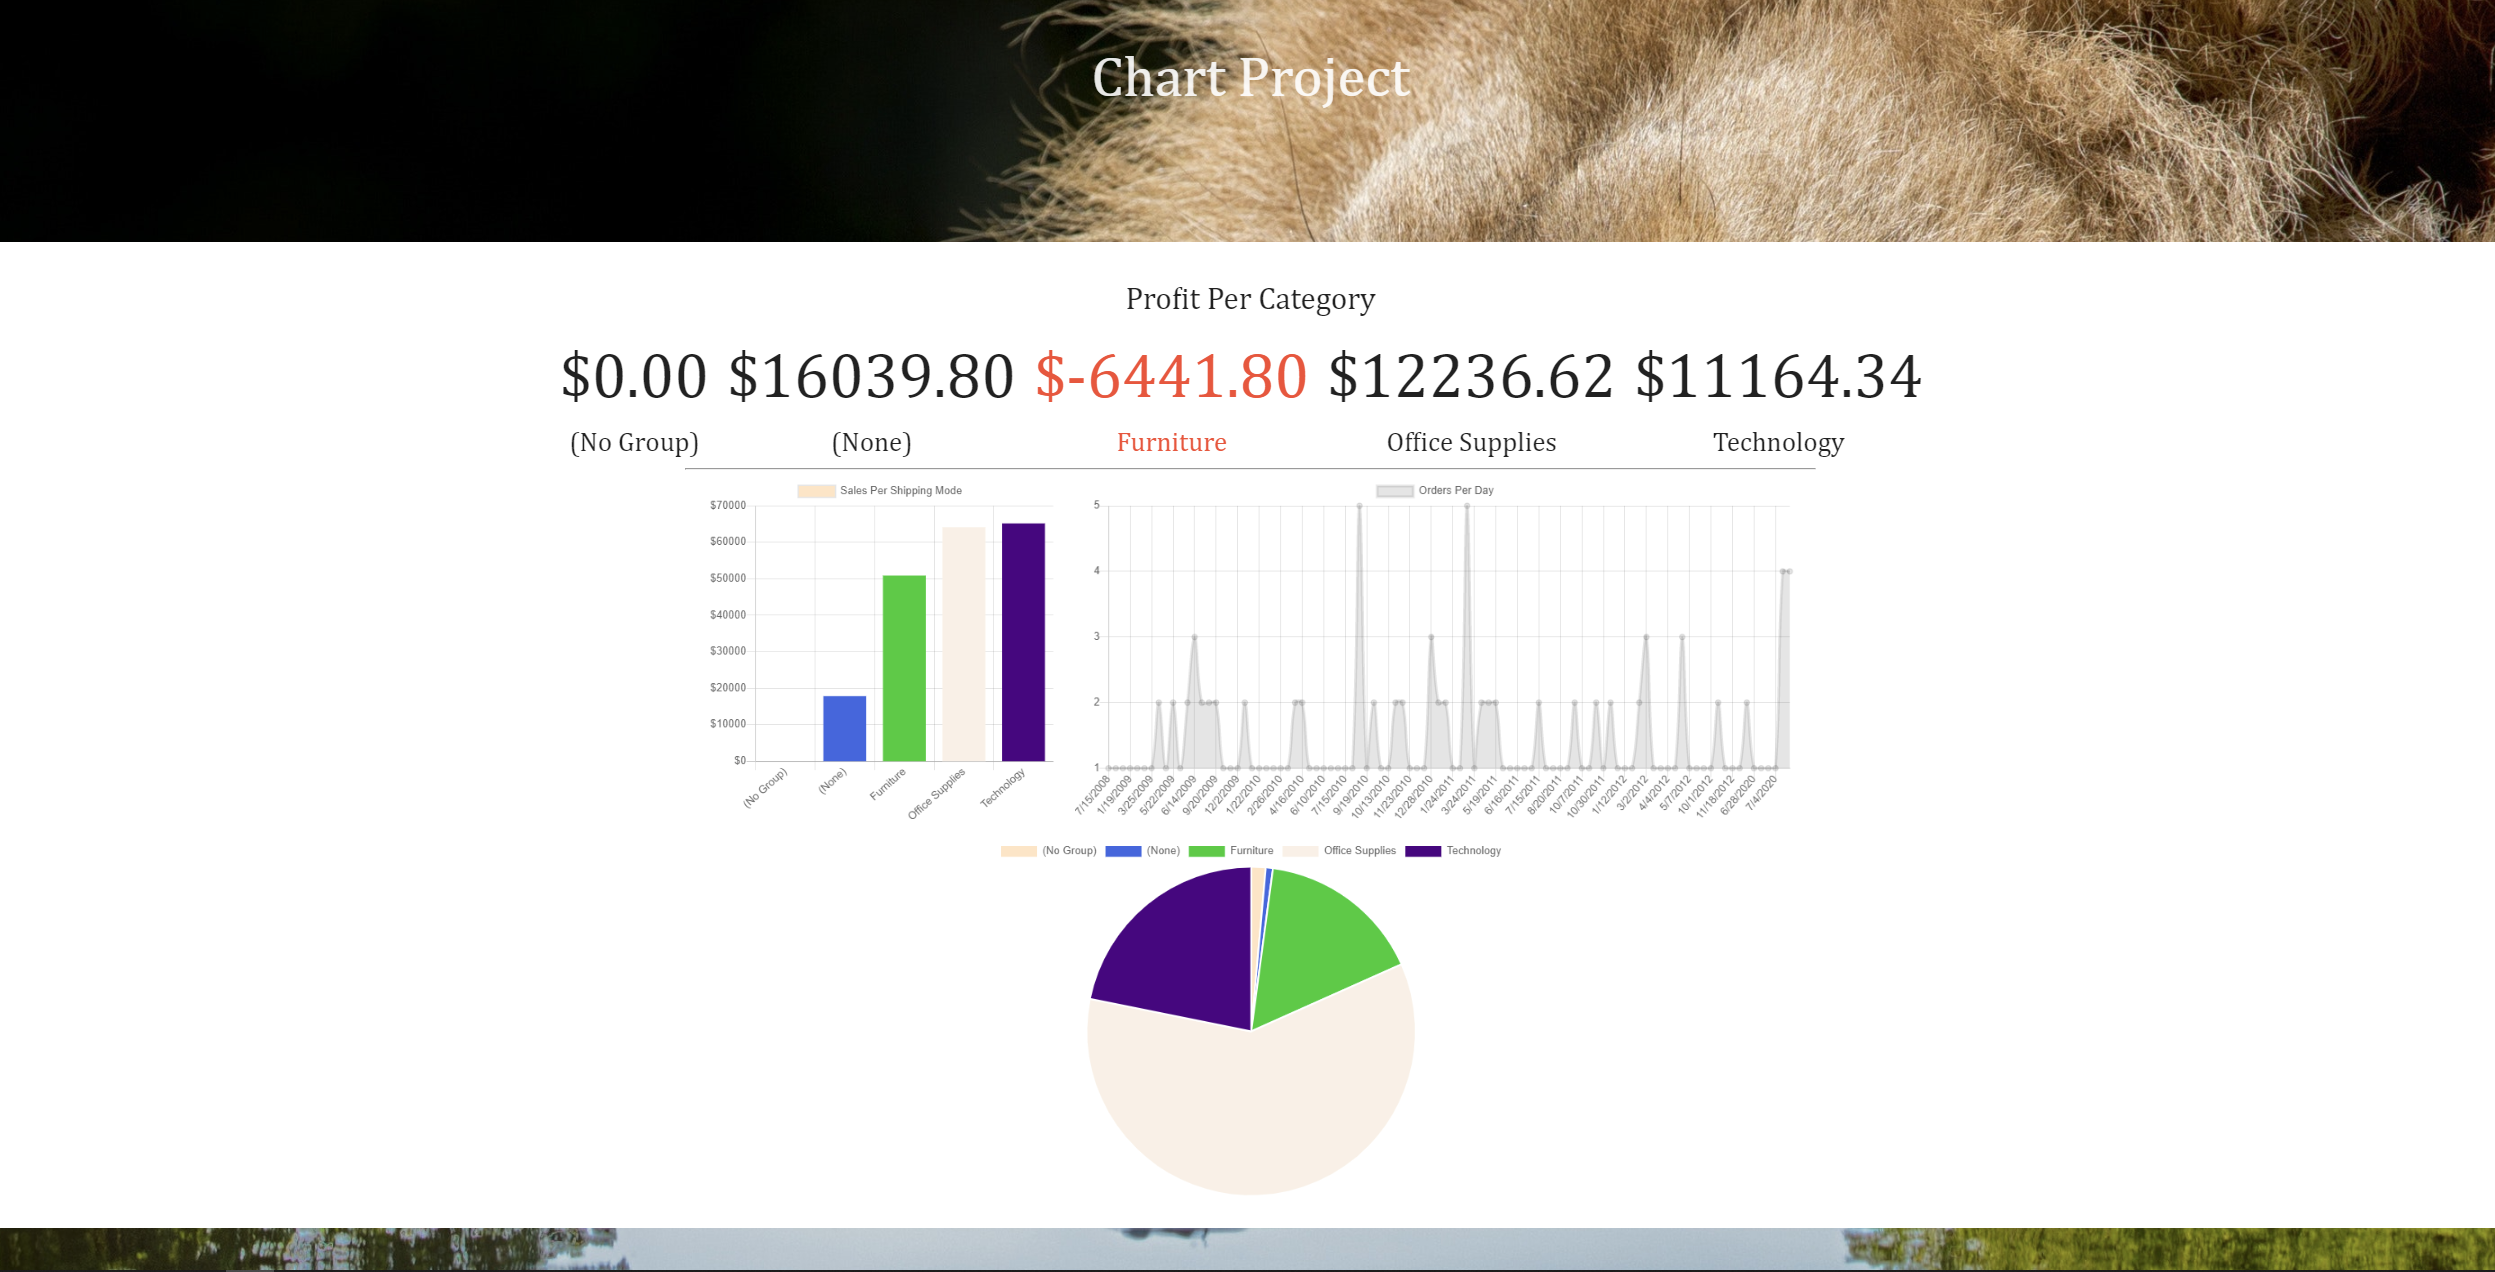 Chart Project
Profit Per Category
$0.00 $16039.80 $-6441.80 $12236.62 $11164.34
(No Group) (None) Furniture Office Supplies Technology
Sales Per Shipping Mode
$70000
$60000
$50000
$40000
$30000
$20000
$10000
$0
(No Group) (None) Furniture Office Supplies Technology
Orders Per Day
5
4
3
2
1
7/15/2008 1/19/2009 3/25/2009 5/22/2009 6/14/2009 9/20/2009 12/2/2009 1/22/2010 2/26/2010 4/16/2010 6/10/2010 7/15/2010 9/19/2010 10/13/2010 11/23/2010 12/28/2010 1/24/2011 3/24/2011 5/19/2011 6/16/2011 7/15/2011 8/20/2011 10/7/2011 10/30/2011 1/12/2012 3/2/2012 4/4/2012 5/7/2012 10/1/2012 11/18/2012 6/28/2020 7/4/2020
(No Group) (None) Furniture Office Supplies Technology